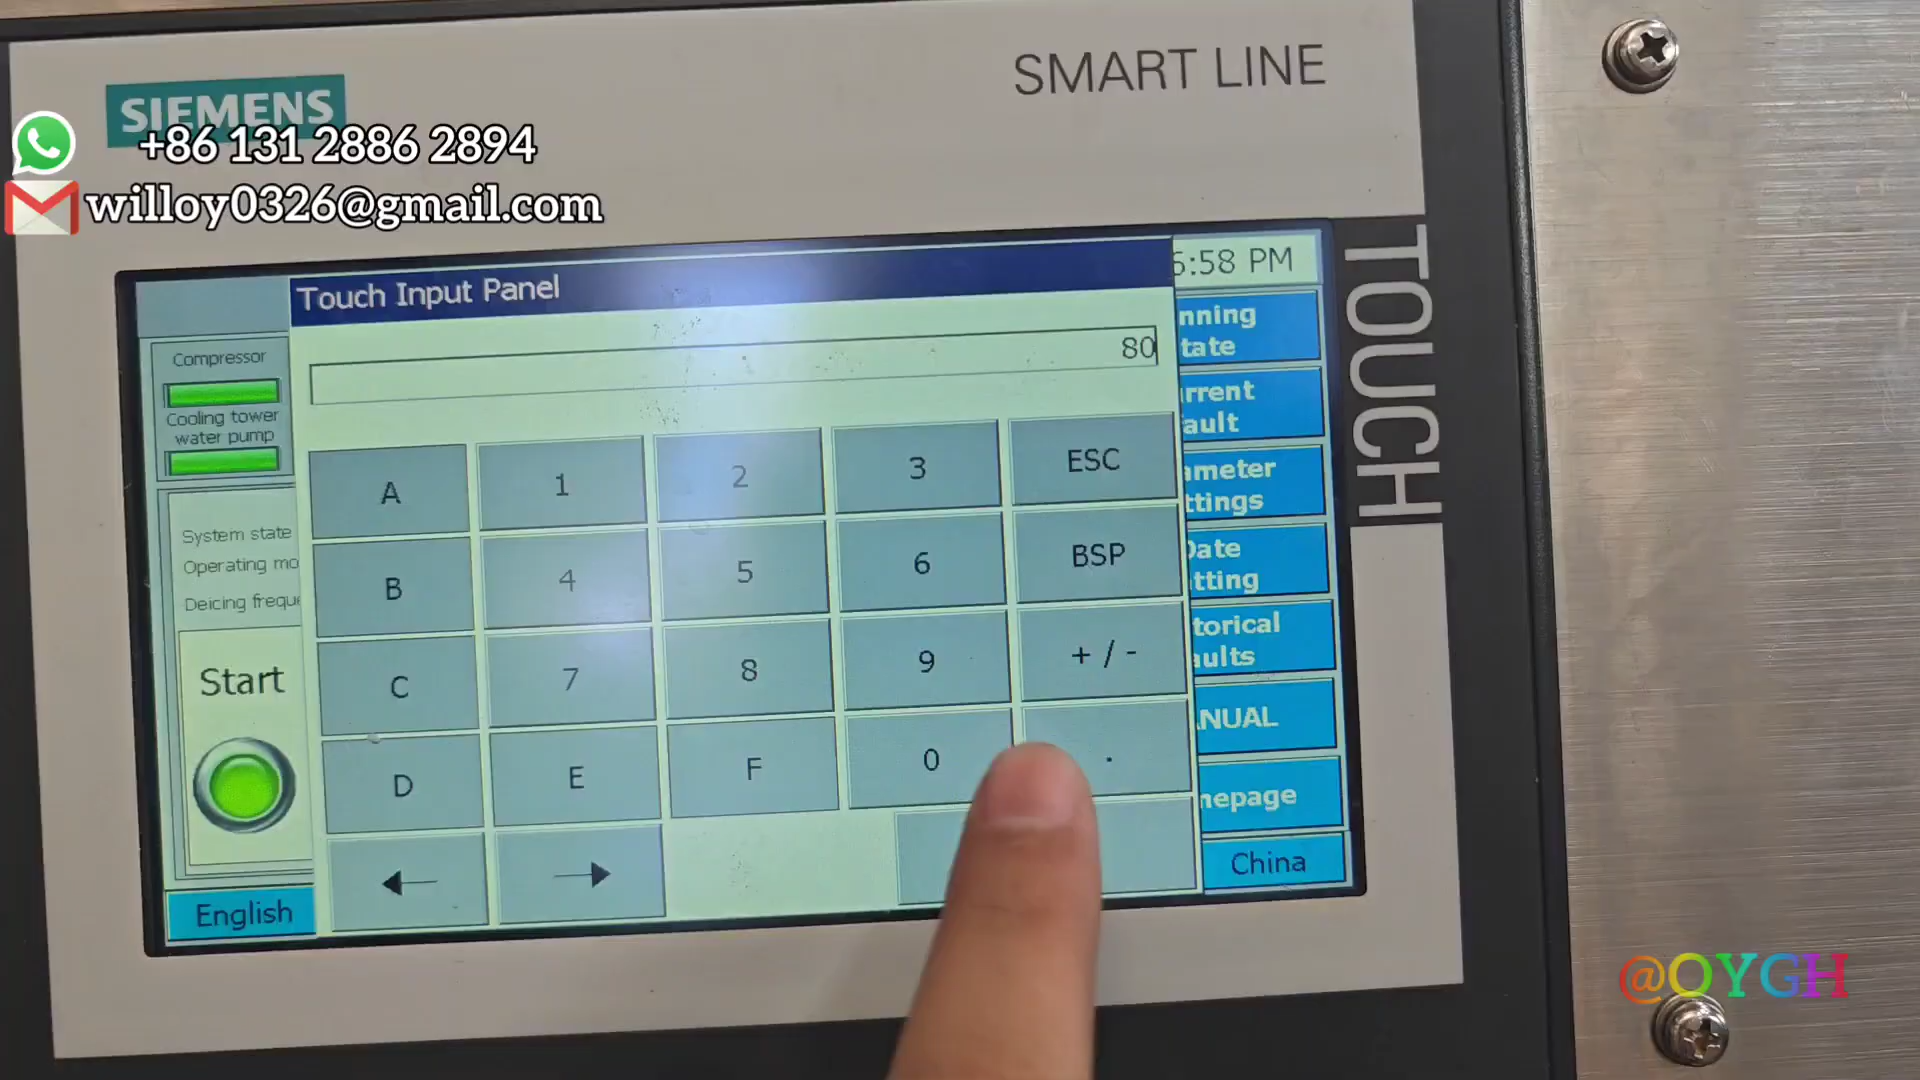 SIEMENS
SMART LINE
+86 131 2886 2894
willoy0326@gmail.com
TOUCH
Touch Input Panel
6:58 PM
80
Compressor
Cooling tower
water pump
System state
Operating mo
Deicing freque
Start
English
A 1 2 3 ESC
B 4 5 6 BSP
C 7 8 9 + / -
D E F 0 .
nning
tate
rrent
ault
ameter
ttings
Date
tting
torical
aults
NUAL
mepage
China
@OYGH